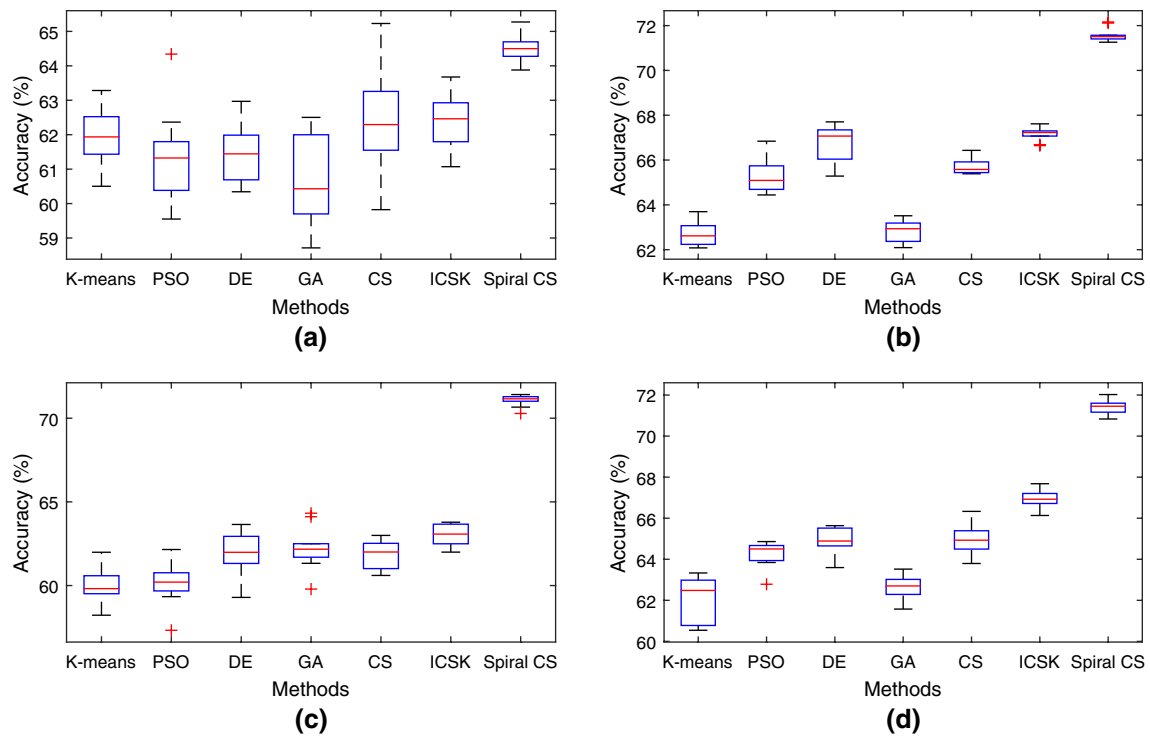 65
64
63
62
61
60
59
Accuracy (%)
K-means PSO DE GA CS ICSK Spiral CS
Methods
(a)
72
70
68
66
64
62
Accuracy (%)
K-means PSO DE GA CS ICSK Spiral CS
Methods
(b)
70
65
60
Accuracy (%)
K-means PSO DE GA CS ICSK Spiral CS
Methods
(c)
72
70
68
66
64
62
60
Accuracy (%)
K-means PSO DE GA CS ICSK Spiral CS
Methods
(d)